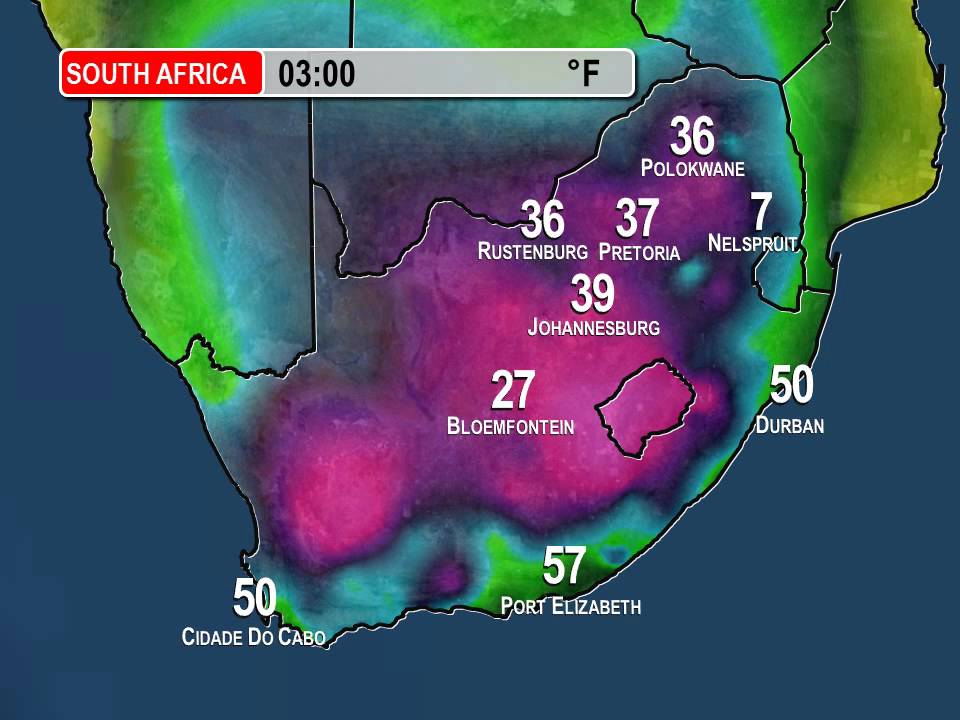 SOUTH AFRICA 03:00 °F
36
POLOKWANE
36
RUSTENBURG
37
PRETORIA
7
NELSPRUIT
39
JOHANNESBURG
27
BLOEMFONTEIN
50
DURBAN
57
PORT ELIZABETH
50
CIDADE DO CABO